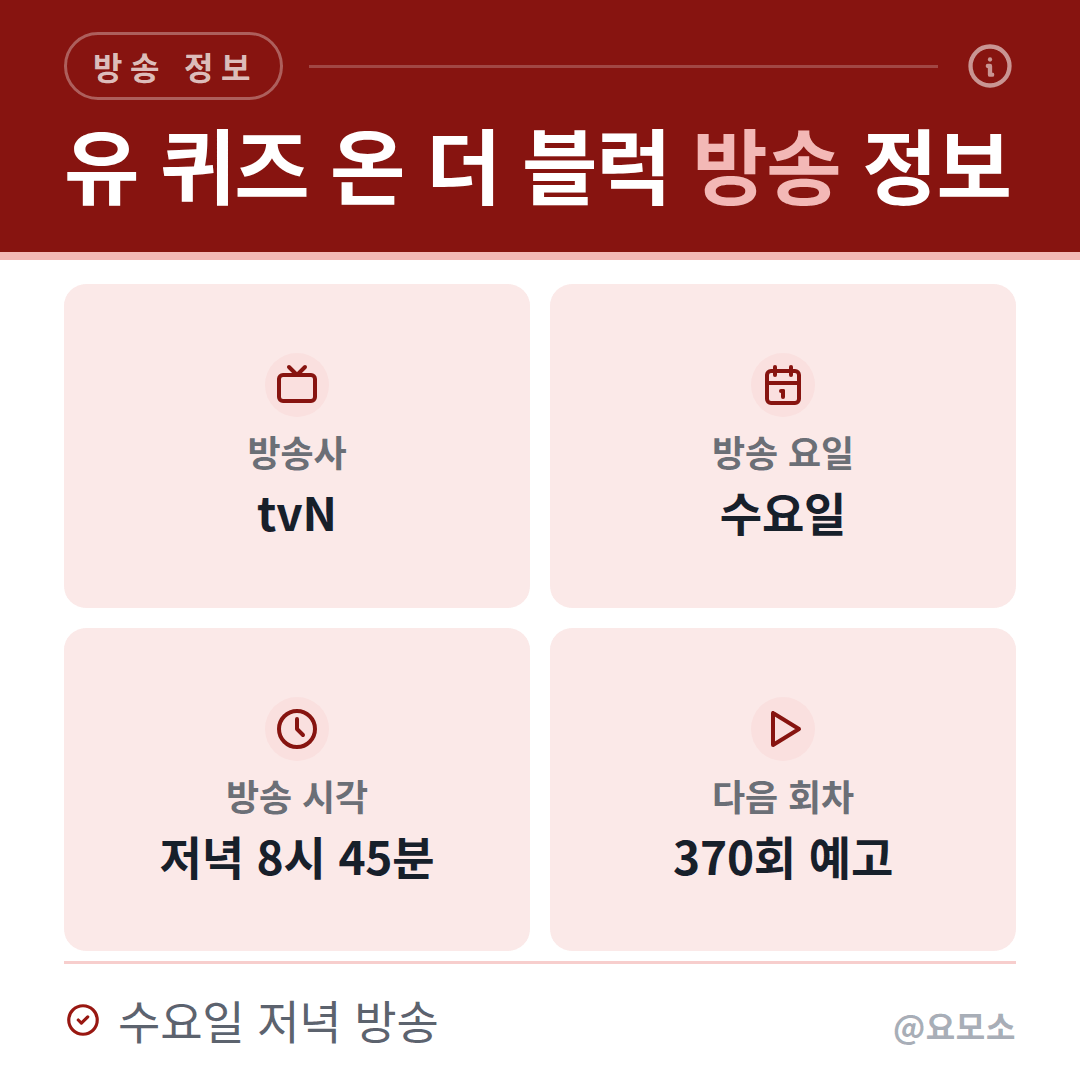 방송 정보
유 퀴즈 온 더 블럭 방송 정보
방송사
tvN
방송 요일
수요일
방송 시각
저녁 8시 45분
다음 회차
370회 예고
수요일 저녁 방송
@요모소